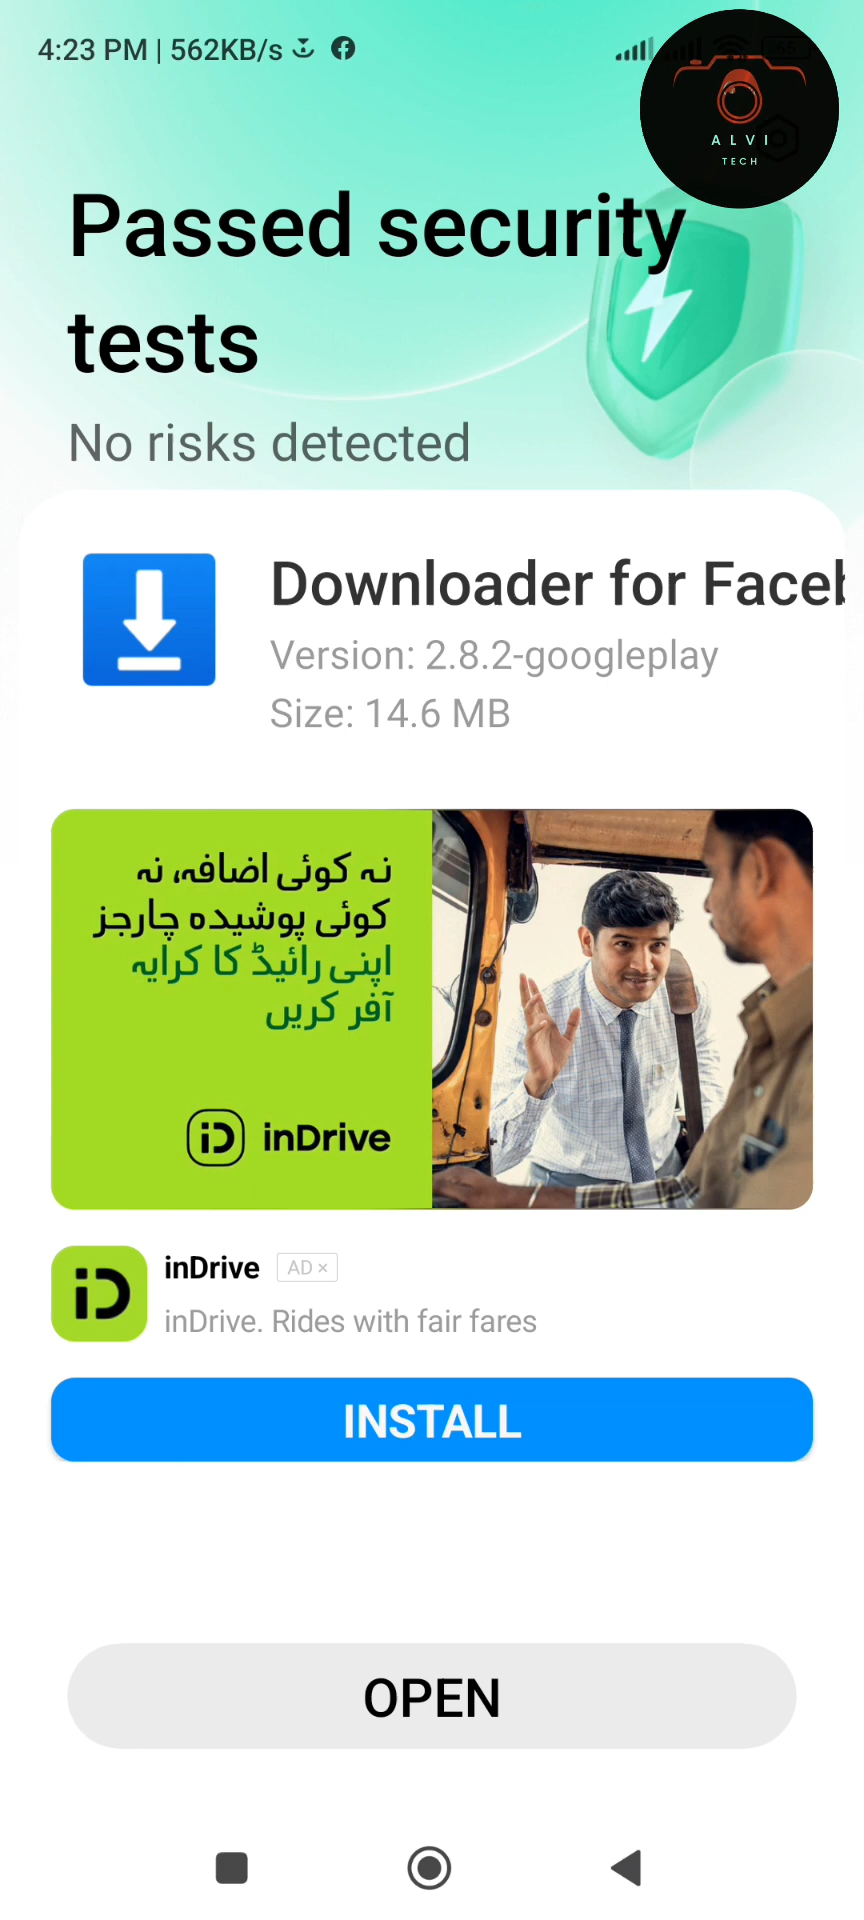 4:23 PM | 562KB/s
ALVI
TECH
Passed security
tests
No risks detected
Downloader for Faceb
Version: 2.8.2-googleplay
Size: 14.6 MB
نہ کوئی اضافہ، نہ
کوئی پوشیدہ چارجز
اپنی رائیڈ کا کرایہ
آفر کریں
iD inDrive
iD
inDrive AD ×
inDrive. Rides with fair fares
INSTALL
OPEN